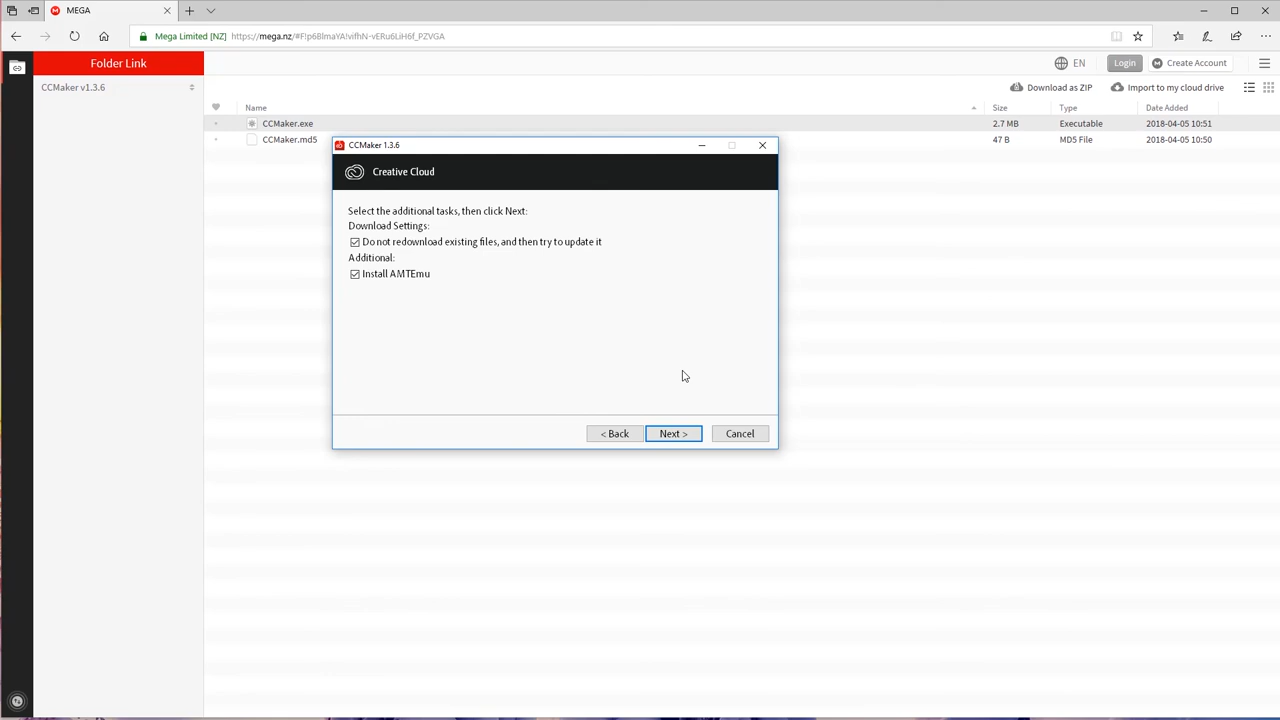 MEGA
Mega Limited [NZ] https://mega.nz/#F!p6BlmaYA!vifhN-vERu6LiH6f_PZVGA
Folder Link
EN
Login
Create Account
CCMaker v1.3.6
Download as ZIP
Import to my cloud drive
Name
Size
Type
Date Added
CCMaker.exe
2.7 MB
Executable
2018-04-05 10:51
CCMaker.md5
47 B
MD5 File
2018-04-05 10:50
CCMaker 1.3.6
Creative Cloud
Select the additional tasks, then click Next:
Download Settings:
Do not redownload existing files, and then try to update it
Additional:
Install AMTEmu
< Back
Next >
Cancel